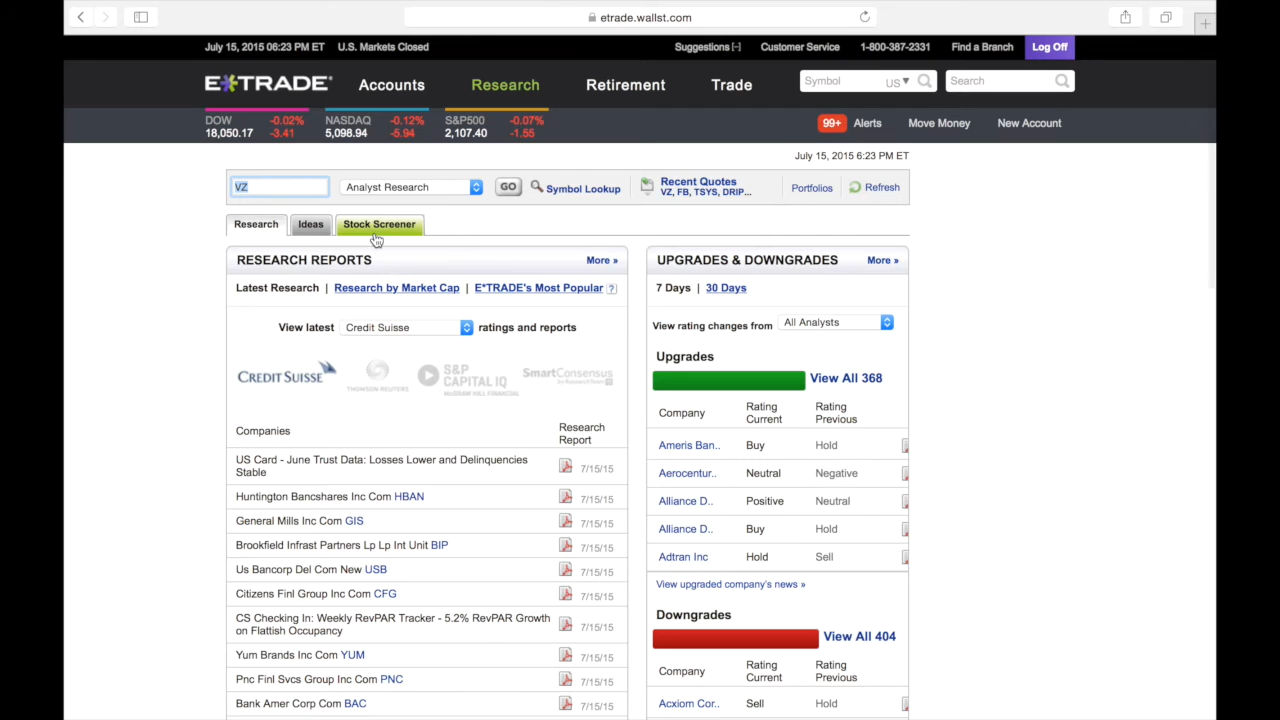 etrade.wallst.com
July 15, 2015 06:23 PM ET U.S. Markets Closed
Suggestions [-] Customer Service 1-800-387-2331 Find a Branch Log Off
E*TRADE Accounts Research Retirement Trade
Symbol US Search
DOW -0.02% NASDAQ -0.12% S&P500 -0.07%
18,050.17 -3.41 5,098.94 -5.94 2,107.40 -1.55
99+ Alerts Move Money New Account
July 15, 2015 6:23 PM ET
VZ Analyst Research GO Symbol Lookup
Recent Quotes
VZ, FB, TSYS, DRIP...
Portfolios Refresh
Research Ideas Stock Screener
RESEARCH REPORTS More »
Latest Research | Research by Market Cap | E*TRADE's Most Popular ?
View latest Credit Suisse ratings and reports
CREDIT SUISSE
THOMSON REUTERS
S&P
CAPITAL IQ
McGRAW HILL FINANCIAL
SmartConsensus
Companies
Research
Report
US Card - June Trust Data: Losses Lower and Delinquencies
Stable
7/15/15
Huntington Bancshares Inc Com HBAN 7/15/15
General Mills Inc Com GIS 7/15/15
Brookfield Infrast Partners Lp Lp Int Unit BIP 7/15/15
Us Bancorp Del Com New USB 7/15/15
Citizens Finl Group Inc Com CFG 7/15/15
CS Checking In: Weekly RevPAR Tracker - 5.2% RevPAR Growth
on Flattish Occupancy
7/15/15
Yum Brands Inc Com YUM 7/15/15
Pnc Finl Svcs Group Inc Com PNC 7/15/15
Bank Amer Corp Com BAC 7/15/15
UPGRADES & DOWNGRADES More »
7 Days | 30 Days
View rating changes from All Analysts
Upgrades
View All 368
Company
Rating
Current
Rating
Previous
Ameris Ban.. Buy Hold
Aerocentur.. Neutral Negative
Alliance D.. Positive Neutral
Alliance D.. Buy Hold
Adtran Inc Hold Sell
View upgraded company's news »
Downgrades
View All 404
Company
Rating
Current
Rating
Previous
Acxiom Cor.. Sell Hold